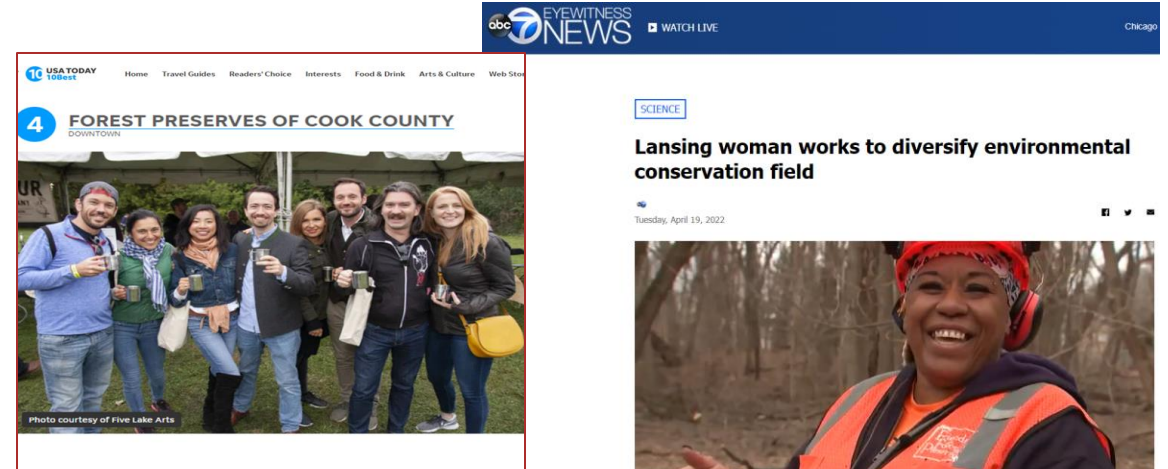 10 USA TODAY
10Best
Home Travel Guides Readers' Choice Interests Food & Drink Arts & Culture Web
4
FOREST PRESERVES OF COOK COUNTY
DOWNTOWN
UR
Photo courtesy of Five Lake Arts
abc 7 EYEWITNESS
NEWS
WATCH LIVE
Chicago
SCIENCE
Lansing woman works to diversify environmental
conservation field
Tuesday, April 19, 2022